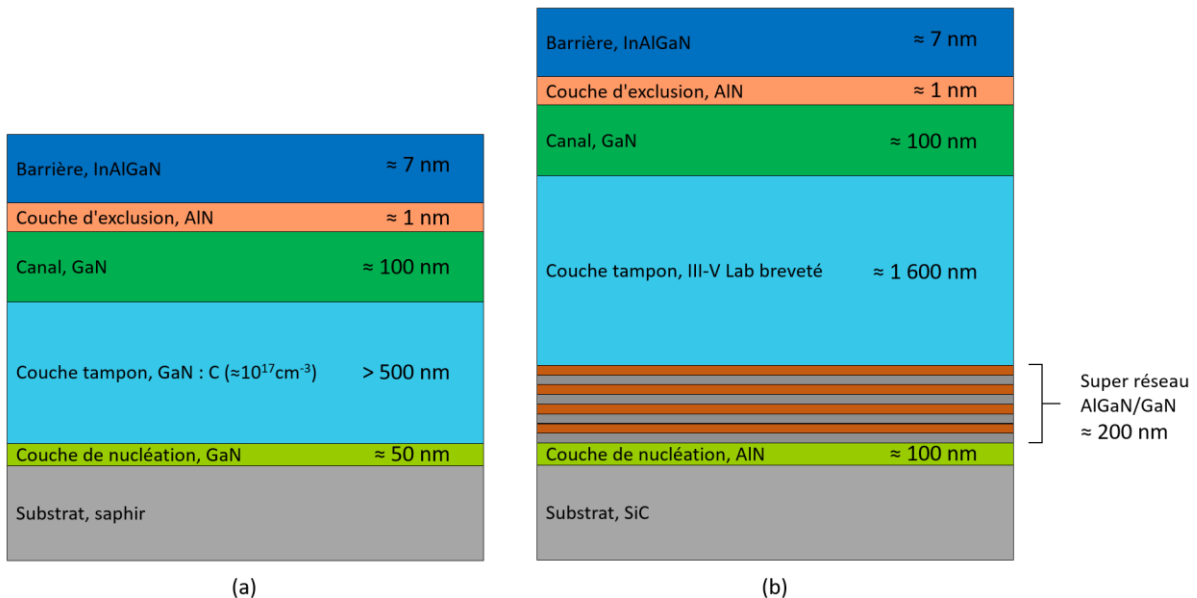 Barrière, InAlGaN ≈ 7 nm
Couche d'exclusion, AlN ≈ 1 nm
Canal, GaN ≈ 100 nm
Couche tampon, GaN : C (≈10¹⁷cm⁻³) > 500 nm
Couche de nucléation, GaN ≈ 50 nm
Substrat, saphir
(a)
Barrière, InAlGaN ≈ 7 nm
Couche d'exclusion, AlN ≈ 1 nm
Canal, GaN ≈ 100 nm
Couche tampon, III-V Lab breveté ≈ 1 600 nm
Super réseau
AlGaN/GaN
≈ 200 nm
Couche de nucléation, AlN ≈ 100 nm
Substrat, SiC
(b)